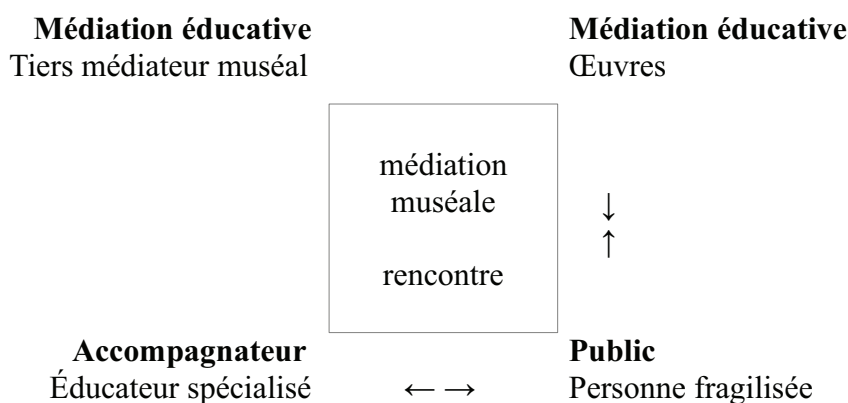 Médiation éducative
Tiers médiateur muséal
Médiation éducative
Œuvres
médiation
muséale
rencontre
↓
↑
Accompagnateur
Éducateur spécialisé
← →
Public
Personne fragilisée